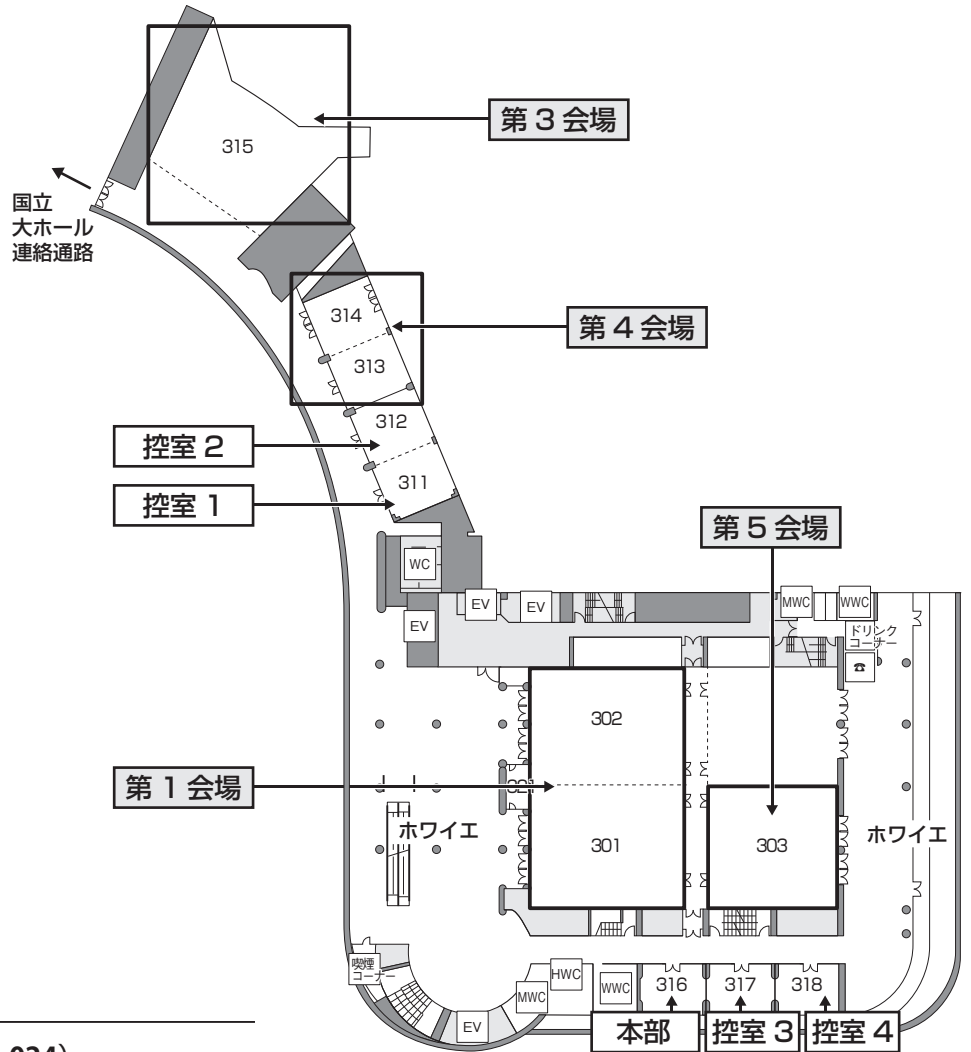 第3会場
315
国立
大ホール
連絡通路
314
第4会場
313
312
控室2
311
控室1
第5会場
WC
EV
EV
EV
MWC
WWC
ドリンク
コーナー
☎
302
第1会場
ホワイエ
301
303
ホワイエ
喫煙
コーナー
HWC
MWC
WWC
316
317
318
EV
本部
控室3
控室4
034)